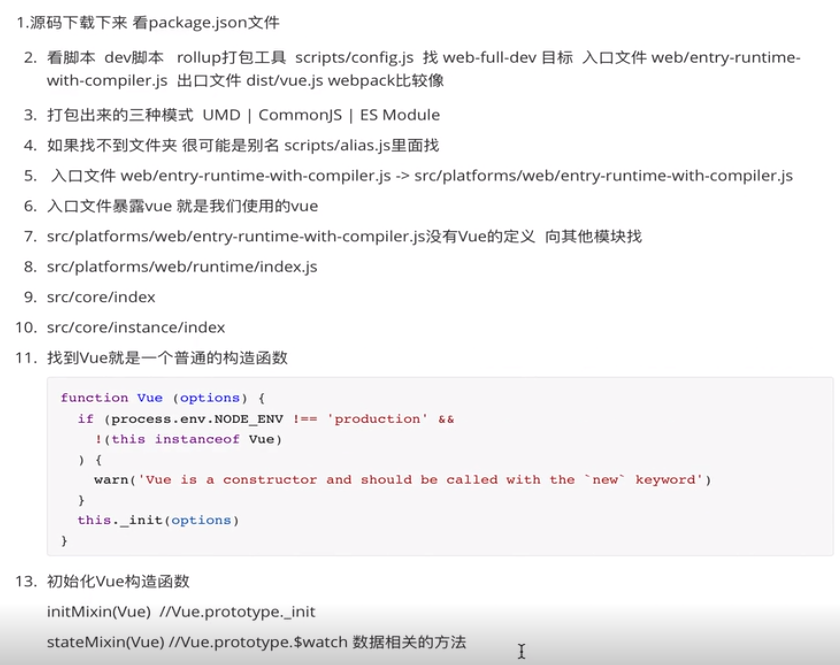 1.源码下载下来 看package.json文件
2. 看脚本 dev脚本 rollup打包工具 scripts/config.js 找 web-full-dev 目标 入口文件 web/entry-runtime-
with-compiler.js 出口文件 dist/vue.js webpack比较像
3. 打包出来的三种模式 UMD | CommonJS | ES Module
4. 如果找不到文件夹 很可能是别名 scripts/alias.js里面找
5. 入口文件 web/entry-runtime-with-compiler.js -> src/platforms/web/entry-runtime-with-compiler.js
6. 入口文件暴露vue 就是我们使用的vue
7. src/platforms/web/entry-runtime-with-compiler.js没有Vue的定义 向其他模块找
8. src/platforms/web/runtime/index.js
9. src/core/index
10. src/core/instance/index
11. 找到Vue就是一个普通的构造函数
function Vue (options) {
  if (process.env.NODE_ENV !== 'production' &&
    !(this instanceof Vue)
  ) {
    warn('Vue is a constructor and should be called with the `new` keyword')
  }
  this._init(options)
}
13. 初始化Vue构造函数
initMixin(Vue) //Vue.prototype._init
stateMixin(Vue) //Vue.prototype.$watch 数据相关的方法